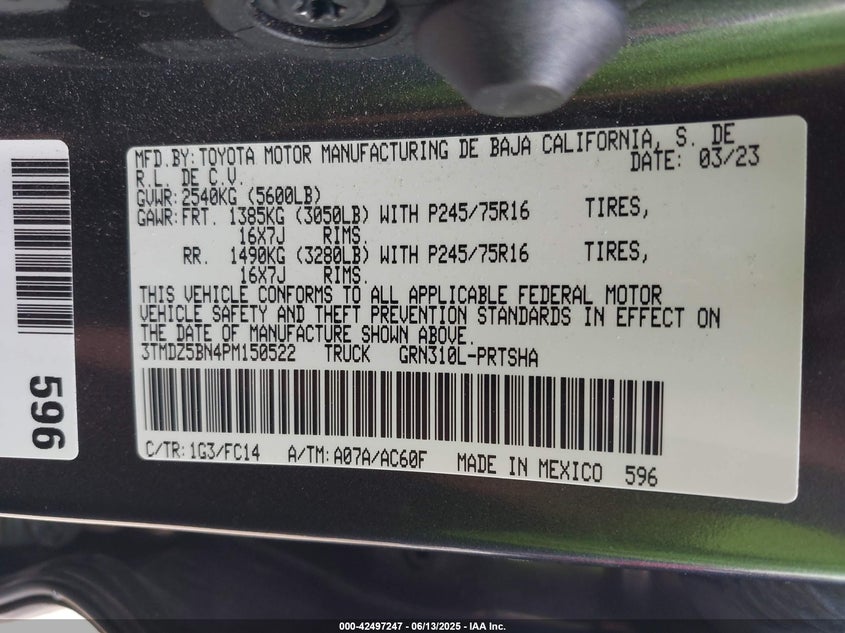 MFD.BY: TOYOTA MOTOR MANUFACTURING DE BAJA CALIFORNIA, S. DE
R.L. DE C.V. DATE: 03/23
GVWR: 2540KG (5600LB)
GAWR: FRT. 1385KG (3050LB) WITH P245/75R16 TIRES,
16X7J RIMS.
RR. 1490KG (3280LB) WITH P245/75R16 TIRES,
16X7J RIMS.
THIS VEHICLE CONFORMS TO ALL APPLICABLE FEDERAL MOTOR
VEHICLE SAFETY AND THEFT PREVENTION STANDARDS IN EFFECT ON
THE DATE OF MANUFACTURE SHOWN ABOVE.
3TMDZ5BN4PM150522 TRUCK GRN310L-PRTSHA
C/TR: 1G3/FC14 A/TM: A07A/AC60F MADE IN MEXICO 596
596
000-42497247 - 06/13/2025 - IAA Inc.